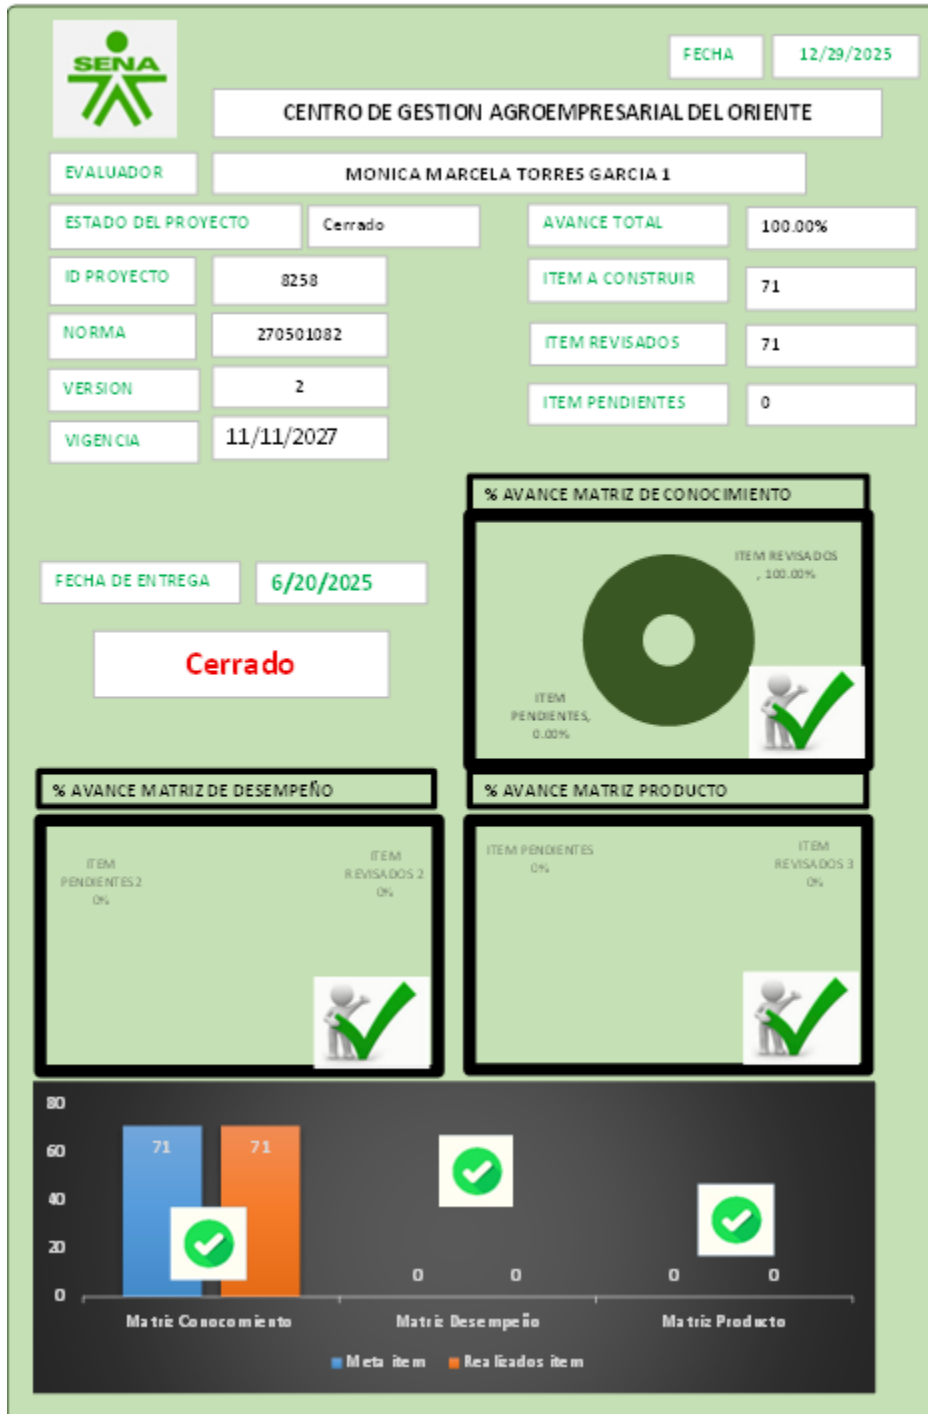 SENA
FECHA
12/29/2025
CENTRO DE GESTION AGROEMPRESARIAL DEL ORIENTE
EVALUADOR
MONICA MARCELA TORRES GARCIA 1
ESTADO DEL PROYECTO
Cerrado
AVANCE TOTAL
100.00%
ID PROYECTO
8258
ITEM A CONSTRUIR
71
NORMA
270501082
ITEM REVISADOS
71
VERSION
2
ITEM PENDIENTES
0
VIGENCIA
11/11/2027
% AVANCE MATRIZ DE CONOCIMIENTO
ITEM REVISADOS
, 100.00%
ITEM
PENDIENTES,
0.00%
FECHA DE ENTREGA
6/20/2025
Cerrado
% AVANCE MATRIZ DE DESEMPEÑO
ITEM
PENDIENTES2
0%
ITEM
REVISADOS 2
0%
% AVANCE MATRIZ PRODUCTO
ITEM PENDIENTES
0%
ITEM
REVISADOS 3
0%
80
60
40
20
0
71
71
0
0
0
0
Matriz Conocomiento
Matriz Desempeño
Matriz Producto
Meta item
Realizados item